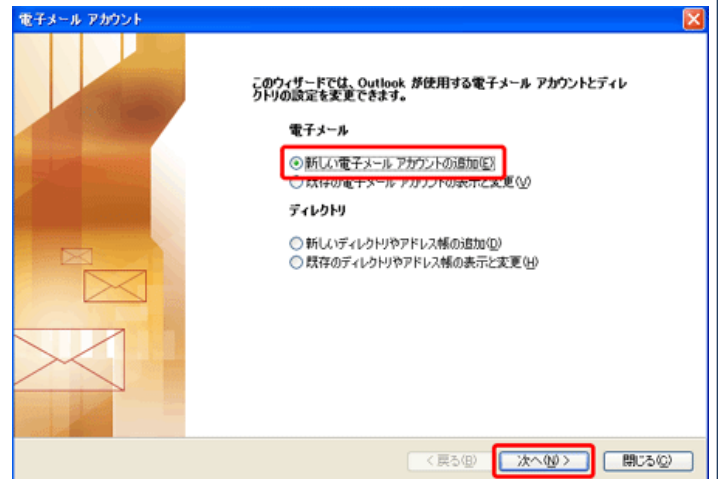 電子メール アカウント
このウィザードでは、Outlook が使用する電子メール アカウントとディレ
クトリの設定を変更できます。
電子メール
新しい電子メール アカウントの追加(E)
既存の電子メール アカウントの表示と変更(V)
ディレクトリ
新しいディレクトリやアドレス帳の追加(D)
既存のディレクトリやアドレス帳の表示と変更(H)
< 戻る(B) 次へ(N) > 閉じる(C)